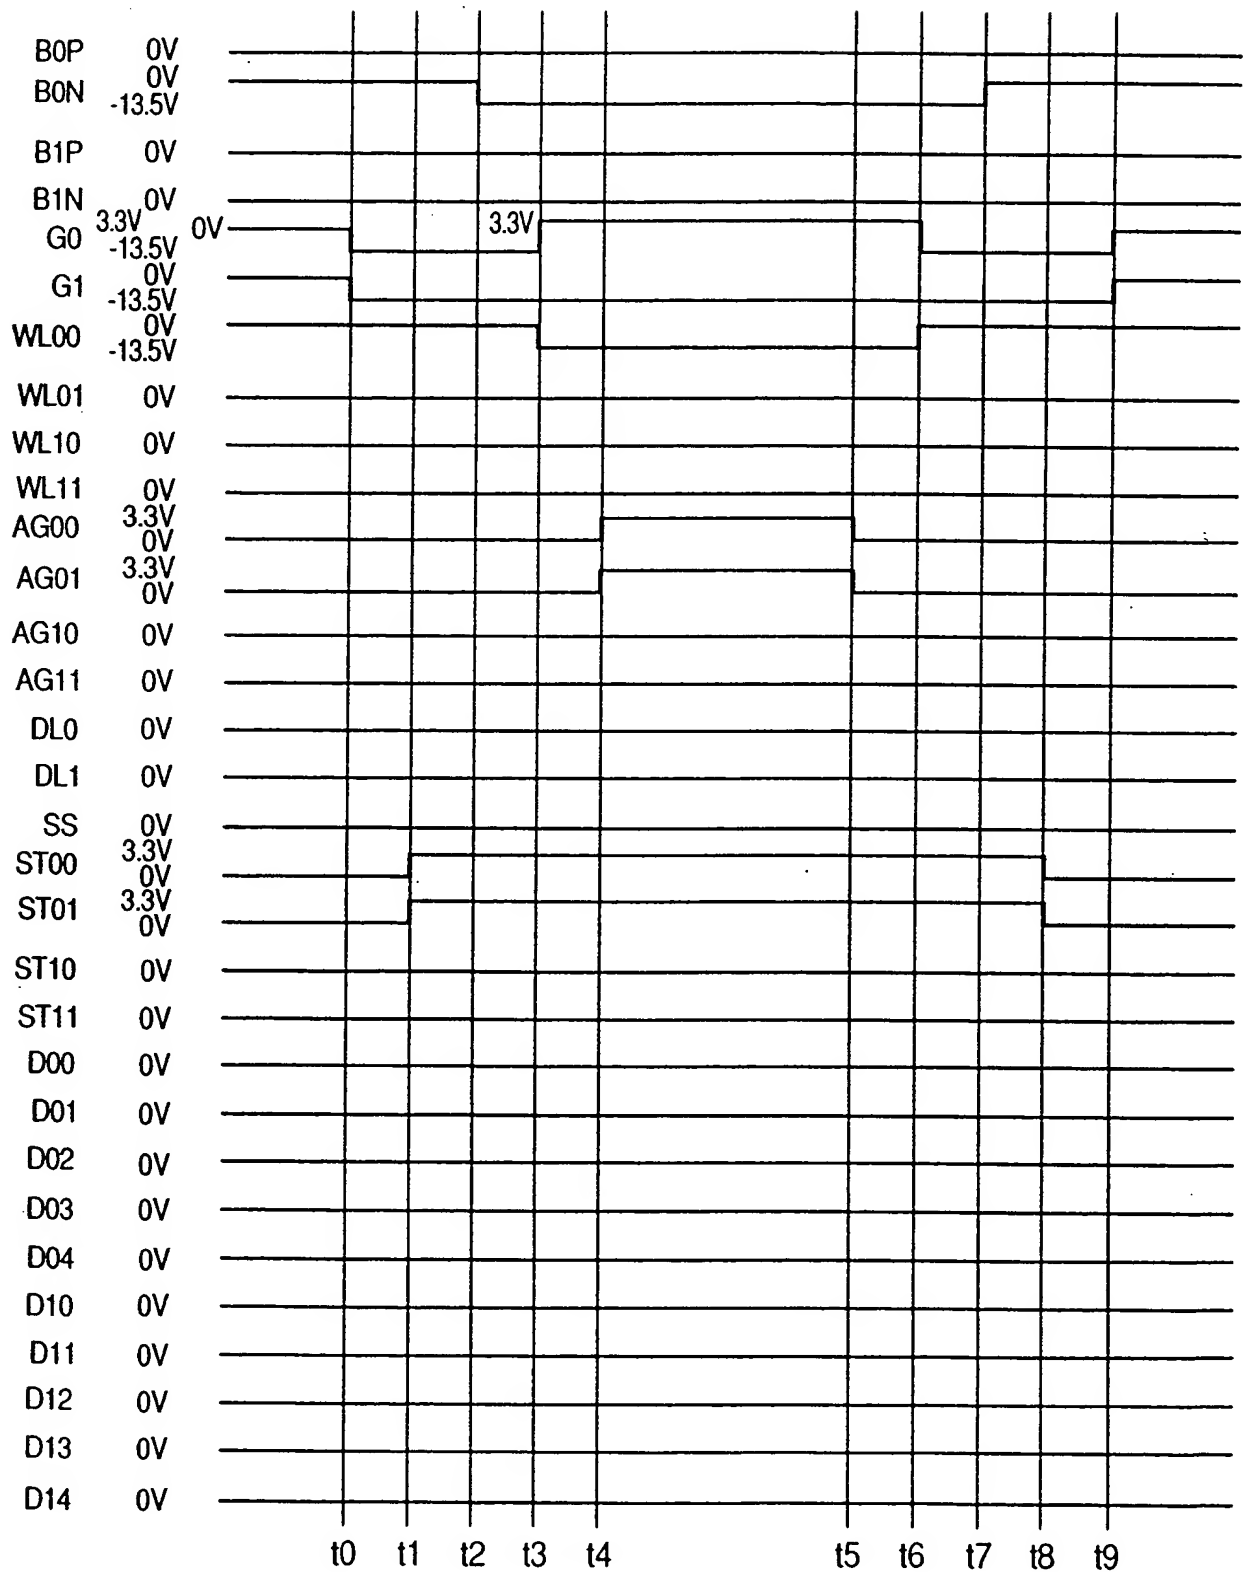 B0P 0V
B0N 0V
-13.5V
B1P 0V
B1N 0V
G0 3.3V 0V 3.3V
-13.5V
G1 0V
-13.5V
WL00 0V
-13.5V
WL01 0V
WL10 0V
WL11 0V
AG00 3.3V
0V
AG01 3.3V
0V
AG10 0V
AG11 0V
DL0 0V
DL1 0V
SS 0V
ST00 3.3V
0V
ST01 3.3V
0V
ST10 0V
ST11 0V
D00 0V
D01 0V
D02 0V
D03 0V
D04 0V
D10 0V
D11 0V
D12 0V
D13 0V
D14 0V
t0 t1 t2 t3 t4 t5 t6 t7 t8 t9